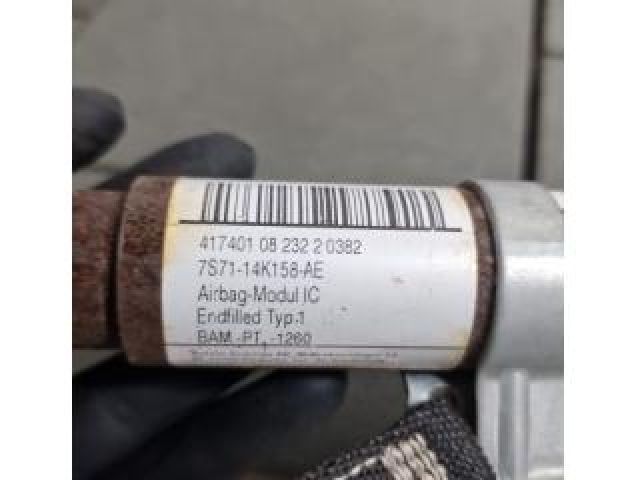 417401 08 232 2 0382
7S71-14K158-AE
Airbag-Modul IC
Endfilled Typ.1
BAM.-PT,-1260